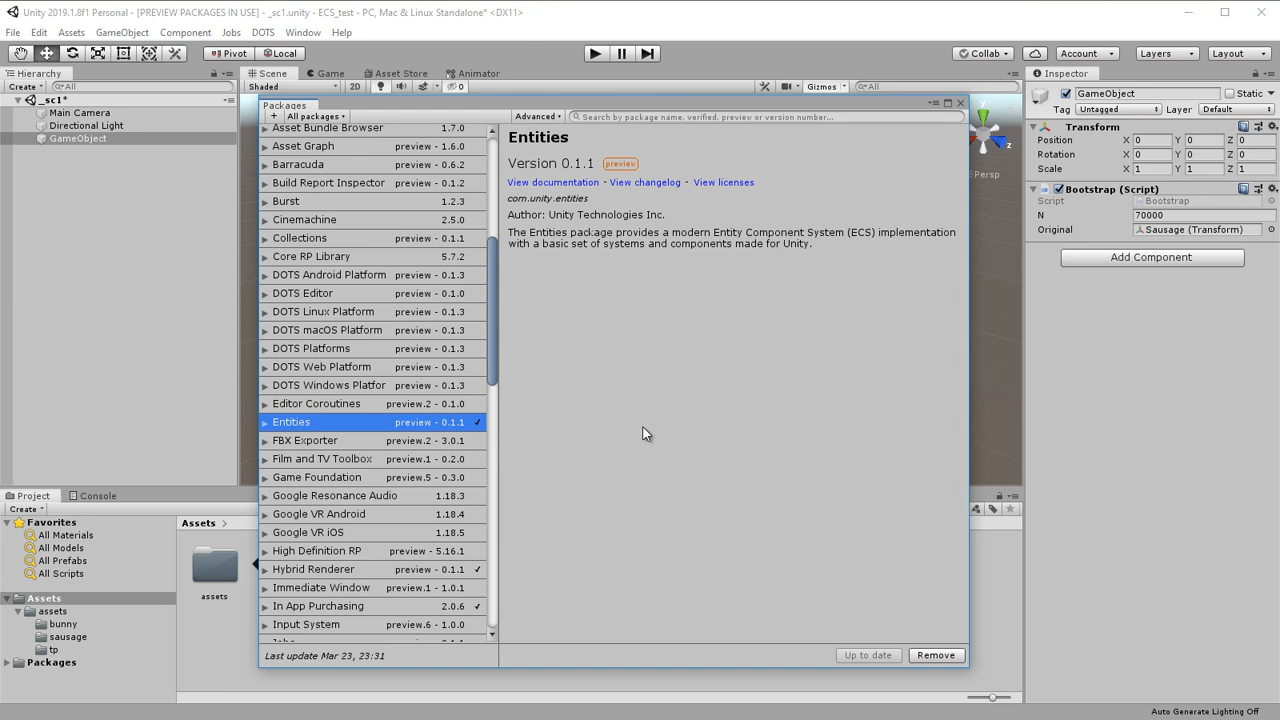 Unity 2019.1.8f1 Personal - [PREVIEW PACKAGES IN USE] - _sc1.unity - ECS_test - PC, Mac & Linux Standalone* <DX11>
File Edit Assets GameObject Component Jobs DOTS Window Help
Pivot Local Collab Account Layers Layout
Hierarchy Scene Game Asset Store Animator Inspector
Create All Shaded 2D 0 Gizmos All GameObject Static
_sc1*
Main Camera
Directional Light
GameObject
Tag Untagged Layer Default
Transform
Position X 0 Y 0 Z 0
Rotation X 0 Y 0 Z 0
Scale X 1 Y 1 Z 1
Bootstrap (Script)
Script Bootstrap
N 70000
Original Sausage (Transform)
Add Component
y
z
Persp
Packages
All packages Advanced Search by package name, verified, preview or version number...
Asset Bundle Browser 1.7.0
Asset Graph preview - 1.6.0
Barracuda preview - 0.6.2
Build Report Inspector preview - 0.1.2
Burst 1.2.3
Cinemachine 2.5.0
Collections preview - 0.1.1
Core RP Library 5.7.2
DOTS Android Platform preview - 0.1.3
DOTS Editor preview - 0.1.0
DOTS Linux Platform preview - 0.1.3
DOTS macOS Platform preview - 0.1.3
DOTS Platforms preview - 0.1.3
DOTS Web Platform preview - 0.1.3
DOTS Windows Platfor preview - 0.1.3
Editor Coroutines preview.2 - 0.1.0
Entities preview - 0.1.1 ✓
FBX Exporter preview.2 - 3.0.1
Film and TV Toolbox preview.1 - 0.2.0
Game Foundation preview.5 - 0.3.0
Google Resonance Audio 1.18.3
Google VR Android 1.18.4
Google VR iOS 1.18.5
High Definition RP preview - 5.16.1
Hybrid Renderer preview - 0.1.1 ✓
Immediate Window preview.1 - 1.0.1
In App Purchasing 2.0.6 ✓
Input System preview.6 - 1.0.0
Last update Mar 23, 23:31
Entities
Version 0.1.1 preview
View documentation - View changelog - View licenses
com.unity.entities
Author: Unity Technologies Inc.
The Entities package provides a modern Entity Component System (ECS) implementation
with a basic set of systems and components made for Unity.
Up to date Remove
Project Console
Create
Favorites
All Materials
All Models
All Prefabs
All Scripts
Assets
assets
bunny
sausage
tp
Packages
Assets
assets
Auto Generate Lighting Off